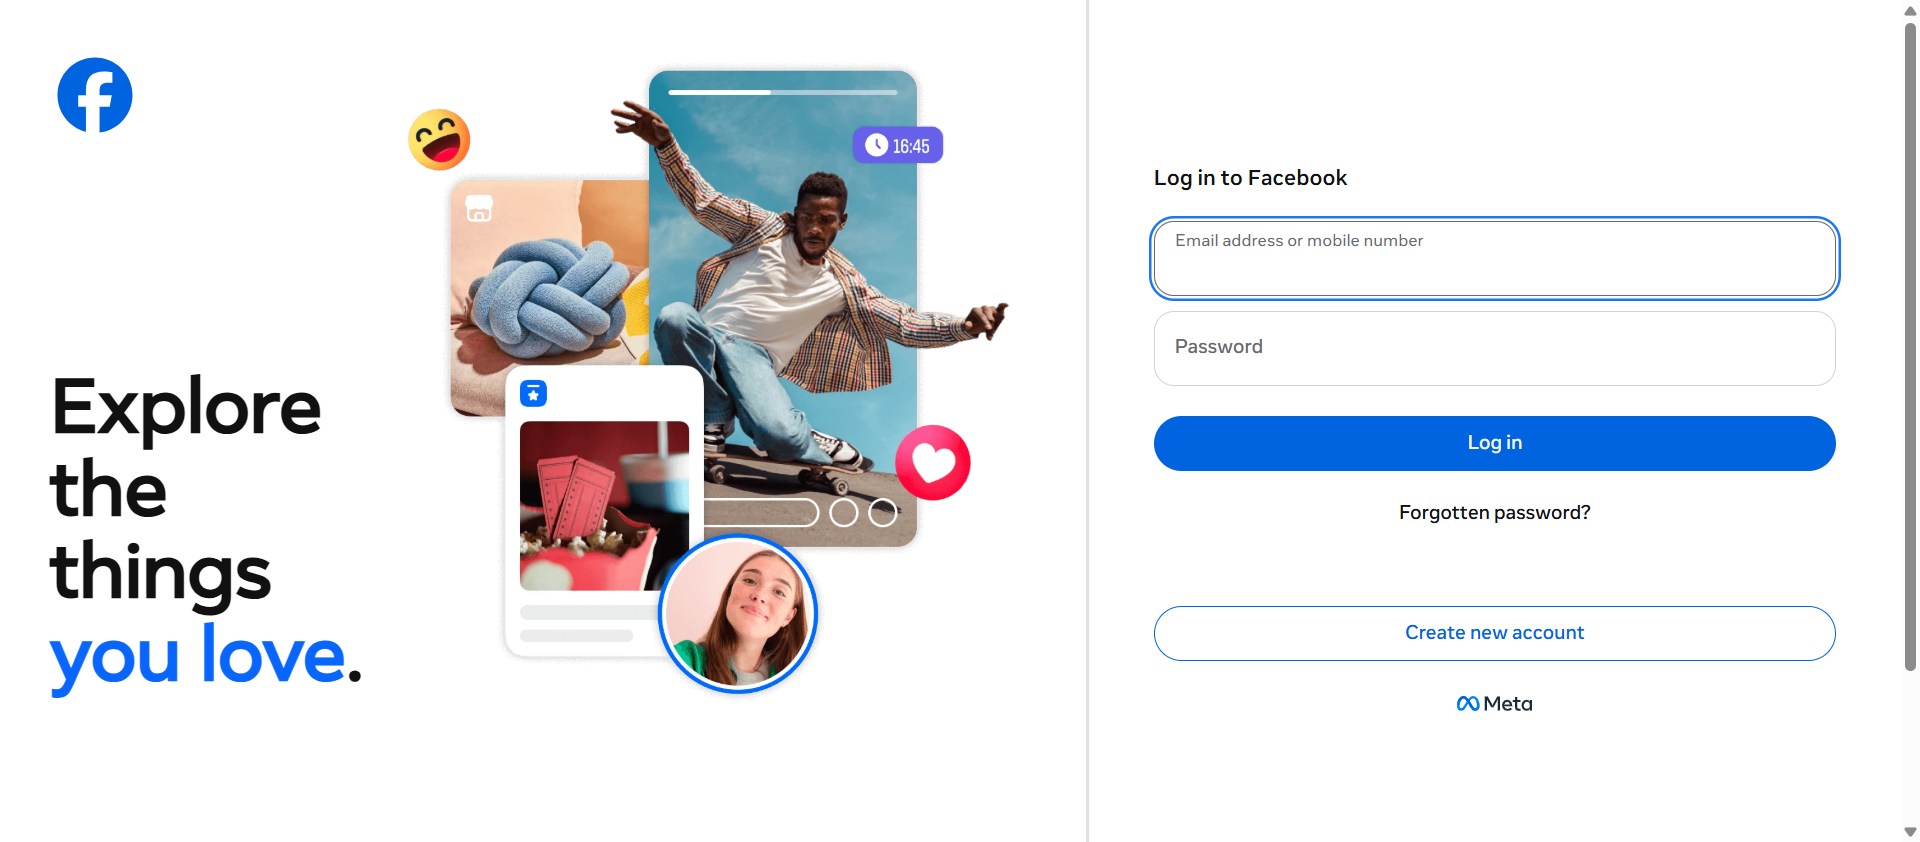 Explore
the
things
you love.
16:45
Log in to Facebook
Email address or mobile number
Password
Log in
Forgotten password?
Create new account
Meta